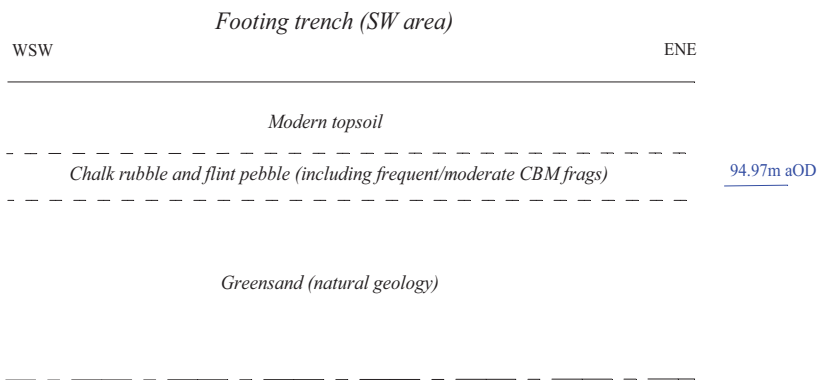 Footing trench (SW area)
WSW ENE
Modern topsoil
Chalk rubble and flint pebble (including frequent/moderate CBM frags)
94.97m aOD
Greensand (natural geology)